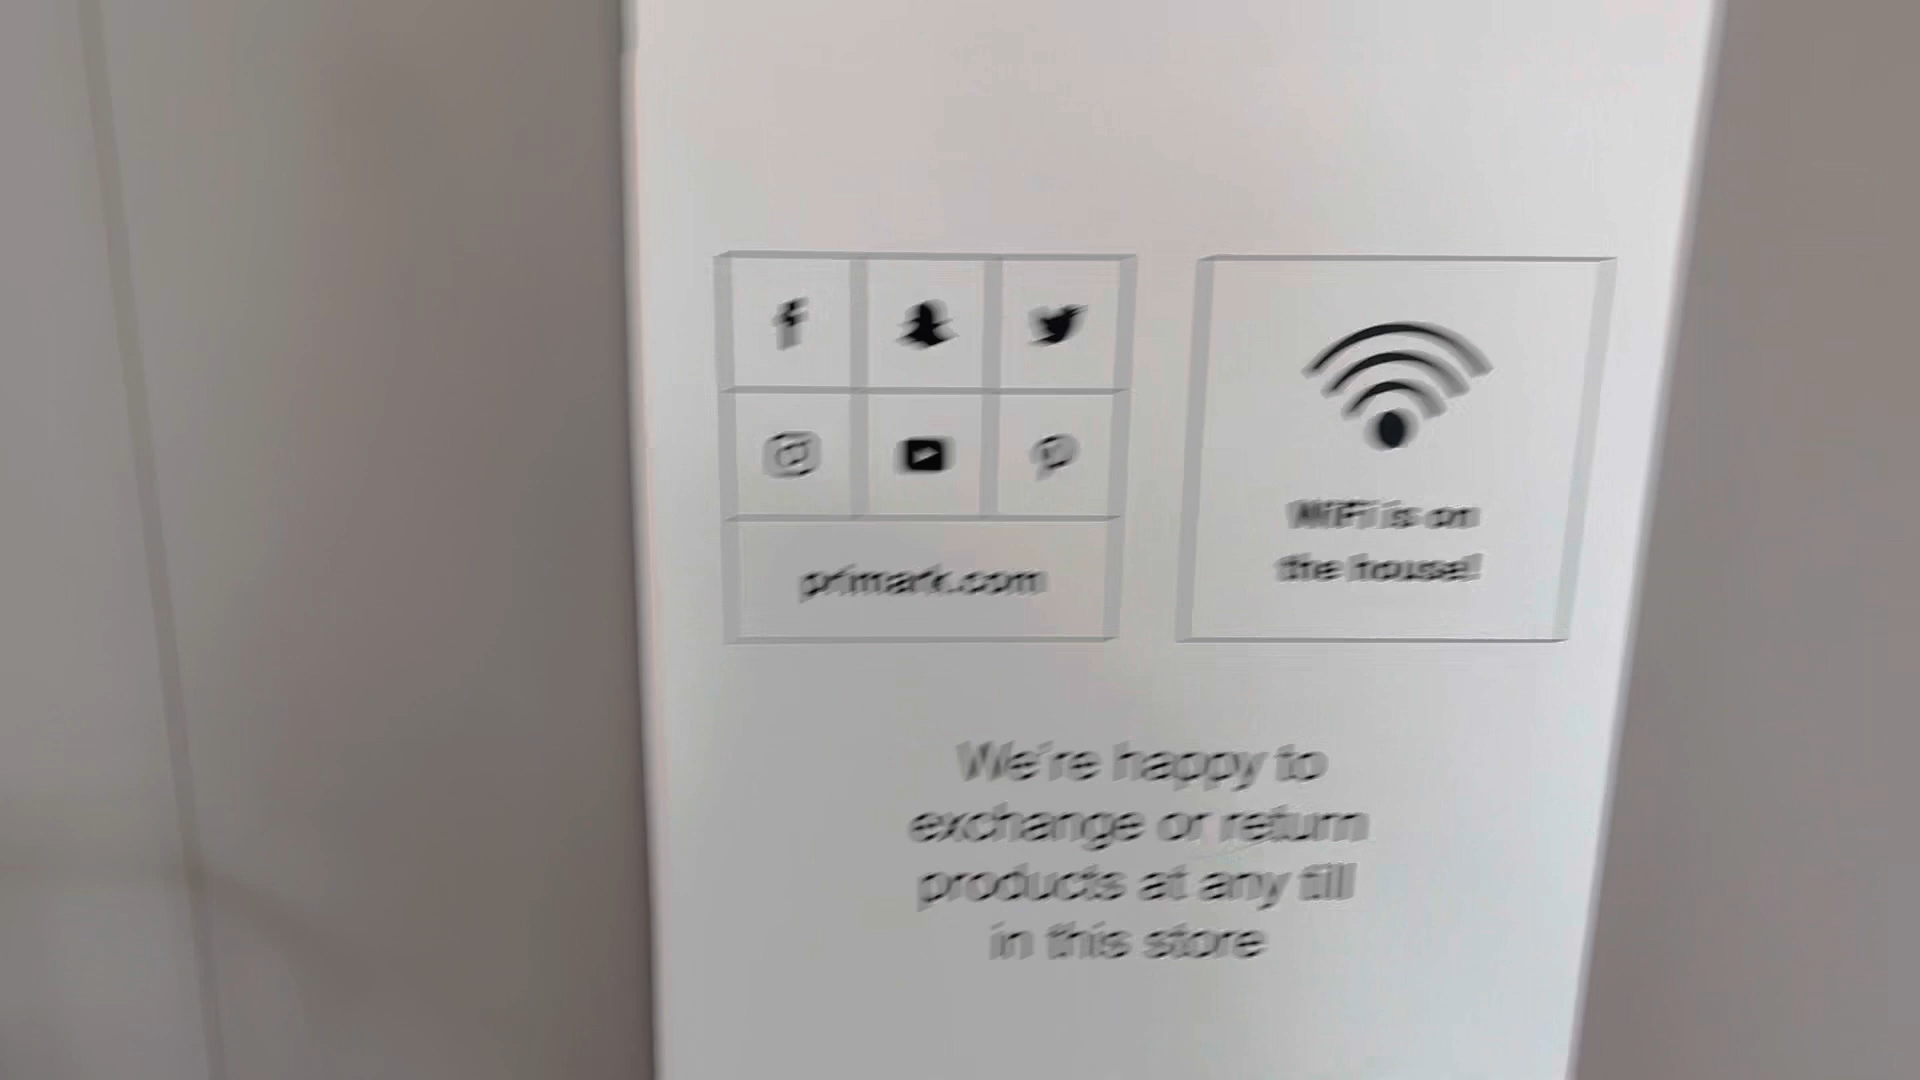 primark.com
WiFi is on
the house!
We're happy to
exchange or return
products at any till
in this store